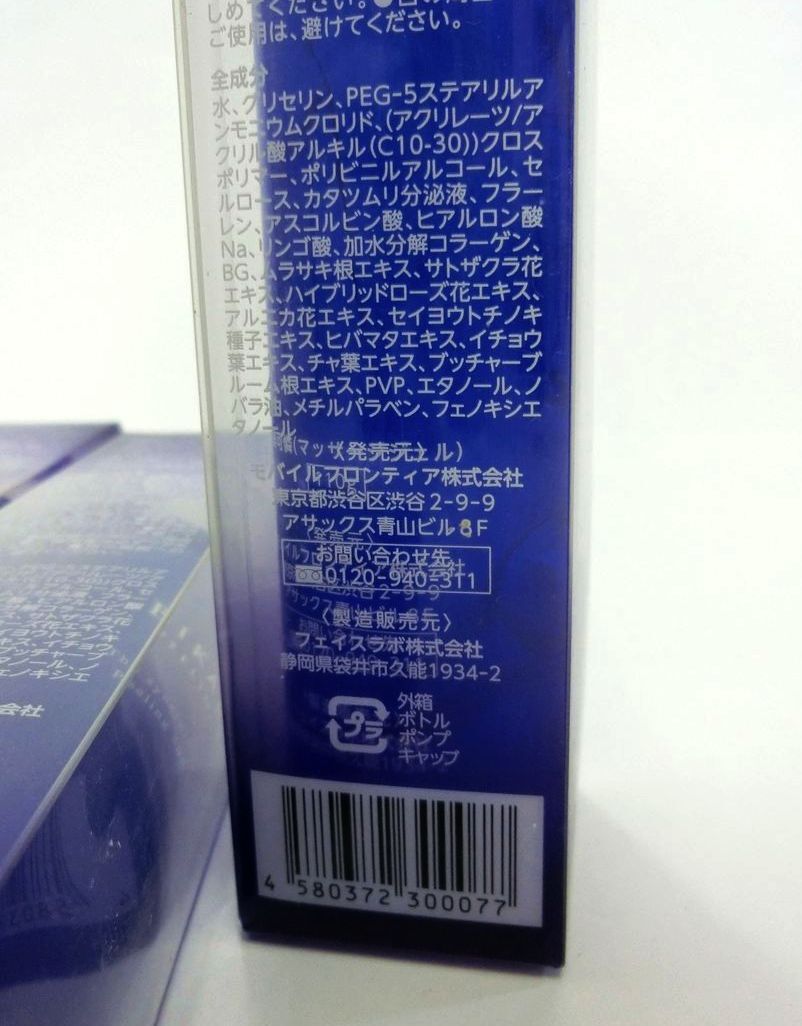 ください。
ご使用は、避けてください。
全成分
水、グリセリン、PEG-5ステアリルア
ンモニウムクロリド、(アクリレーツ/ア
クリル酸アルキル(C10-30))クロス
ポリマー、ポリビニルアルコール、セ
ルロース、カタツムリ分泌液、フラー
レン、アスコルビン酸、ヒアルロン酸
Na、リンゴ酸、加水分解コラーゲン、
BG、ムラサキ根エキス、サトザクラ花
エキス、ハイブリッドローズ花エキス、
アルニカ花エキス、セイヨウトチノキ
種子エキス、ヒバマタエキス、イチョウ
葉エキス、チャ葉エキス、ブッチャーブ
ルーム根エキス、PVP、エタノール、ノ
バラ油、メチルパラベン、フェノキシエ
タノール
〈発売元〉
モバイルフロンティア株式会社
東京都渋谷区渋谷2-9-9
アサックス青山ビル8F
お問い合わせ先
0120-940-311
〈製造販売元〉
フェイスラボ株式会社
静岡県袋井市久能1934-2
プラ
外箱
ボトル
ポンプ
キャップ
4 580372 300077